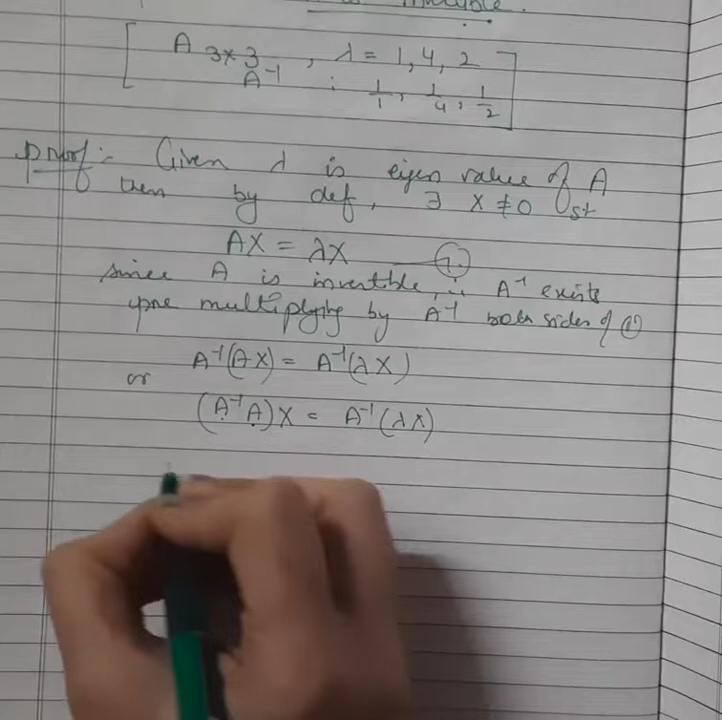 A 3x3 , λ = 1, 4, 2
A⁻¹ : 1/1, 1/4, 1/2
proof :- Given λ is eigen value of A
then by def, ∃ X ≠ 0 st
AX = λX — (1.)
since A is invertible, ∴ A⁻¹ exists
pre multiplying by A⁻¹ both sides of (1)
A⁻¹(AX) = A⁻¹(λX)
or
(A⁻¹A)X = A⁻¹(λX)